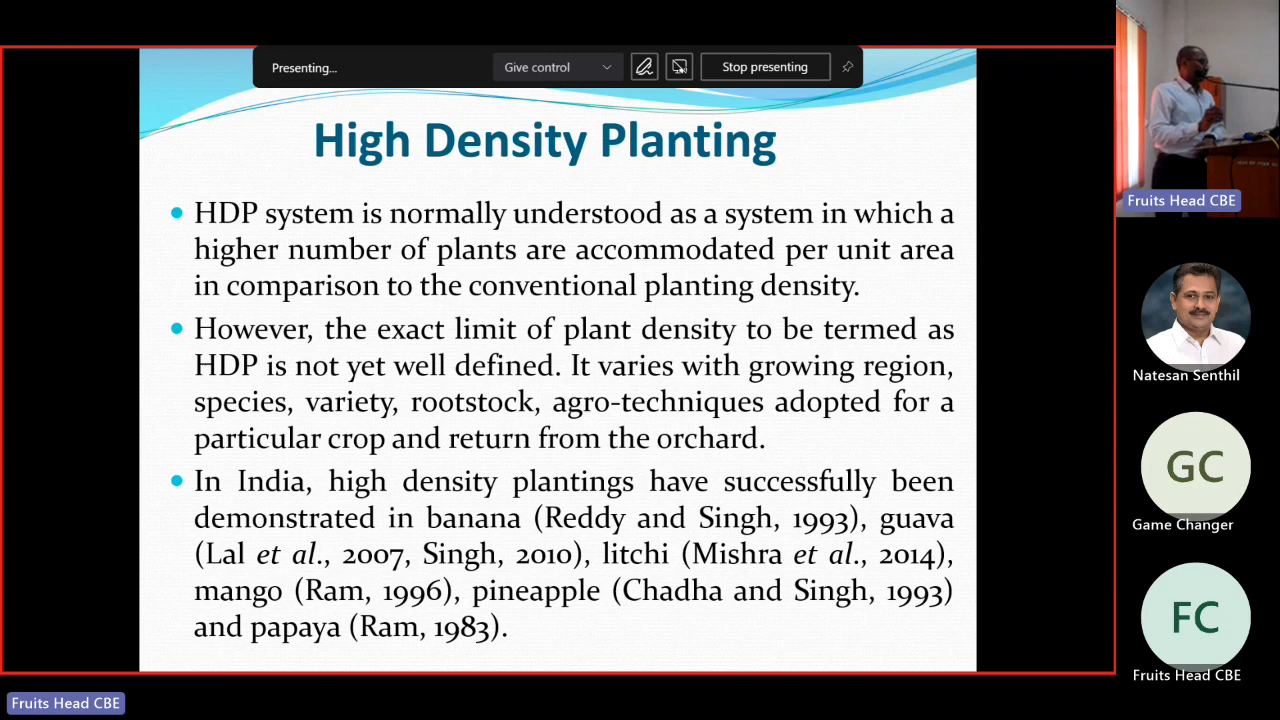 Presenting...
Give control
Stop presenting
High Density Planting
HDP system is normally understood as a system in which a
higher number of plants are accommodated per unit area
in comparison to the conventional planting density.
However, the exact limit of plant density to be termed as
HDP is not yet well defined. It varies with growing region,
species, variety, rootstock, agro-techniques adopted for a
particular crop and return from the orchard.
In India, high density plantings have successfully been
demonstrated in banana (Reddy and Singh, 1993), guava
(Lal et al., 2007, Singh, 2010), litchi (Mishra et al., 2014),
mango (Ram, 1996), pineapple (Chadha and Singh, 1993)
and papaya (Ram, 1983).
Fruits Head CBE
Natesan Senthil
GC
Game Changer
FC
Fruits Head CBE
Fruits Head CBE